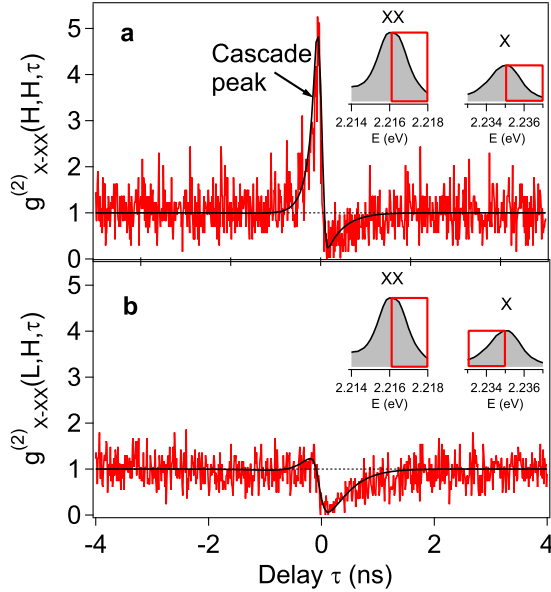 a
Cascade
peak
XX
X
2.214 2.216 2.218
E (eV)
2.234 2.236
E (eV)
g(2)X-XX(H,H,τ)
5
4
3
2
1
0
b
XX
X
2.214 2.216 2.218
E (eV)
2.234 2.236
E (eV)
g(2)X-XX(L,H,τ)
5
4
3
2
1
0
-4 -2 0 2 4
Delay τ (ns)